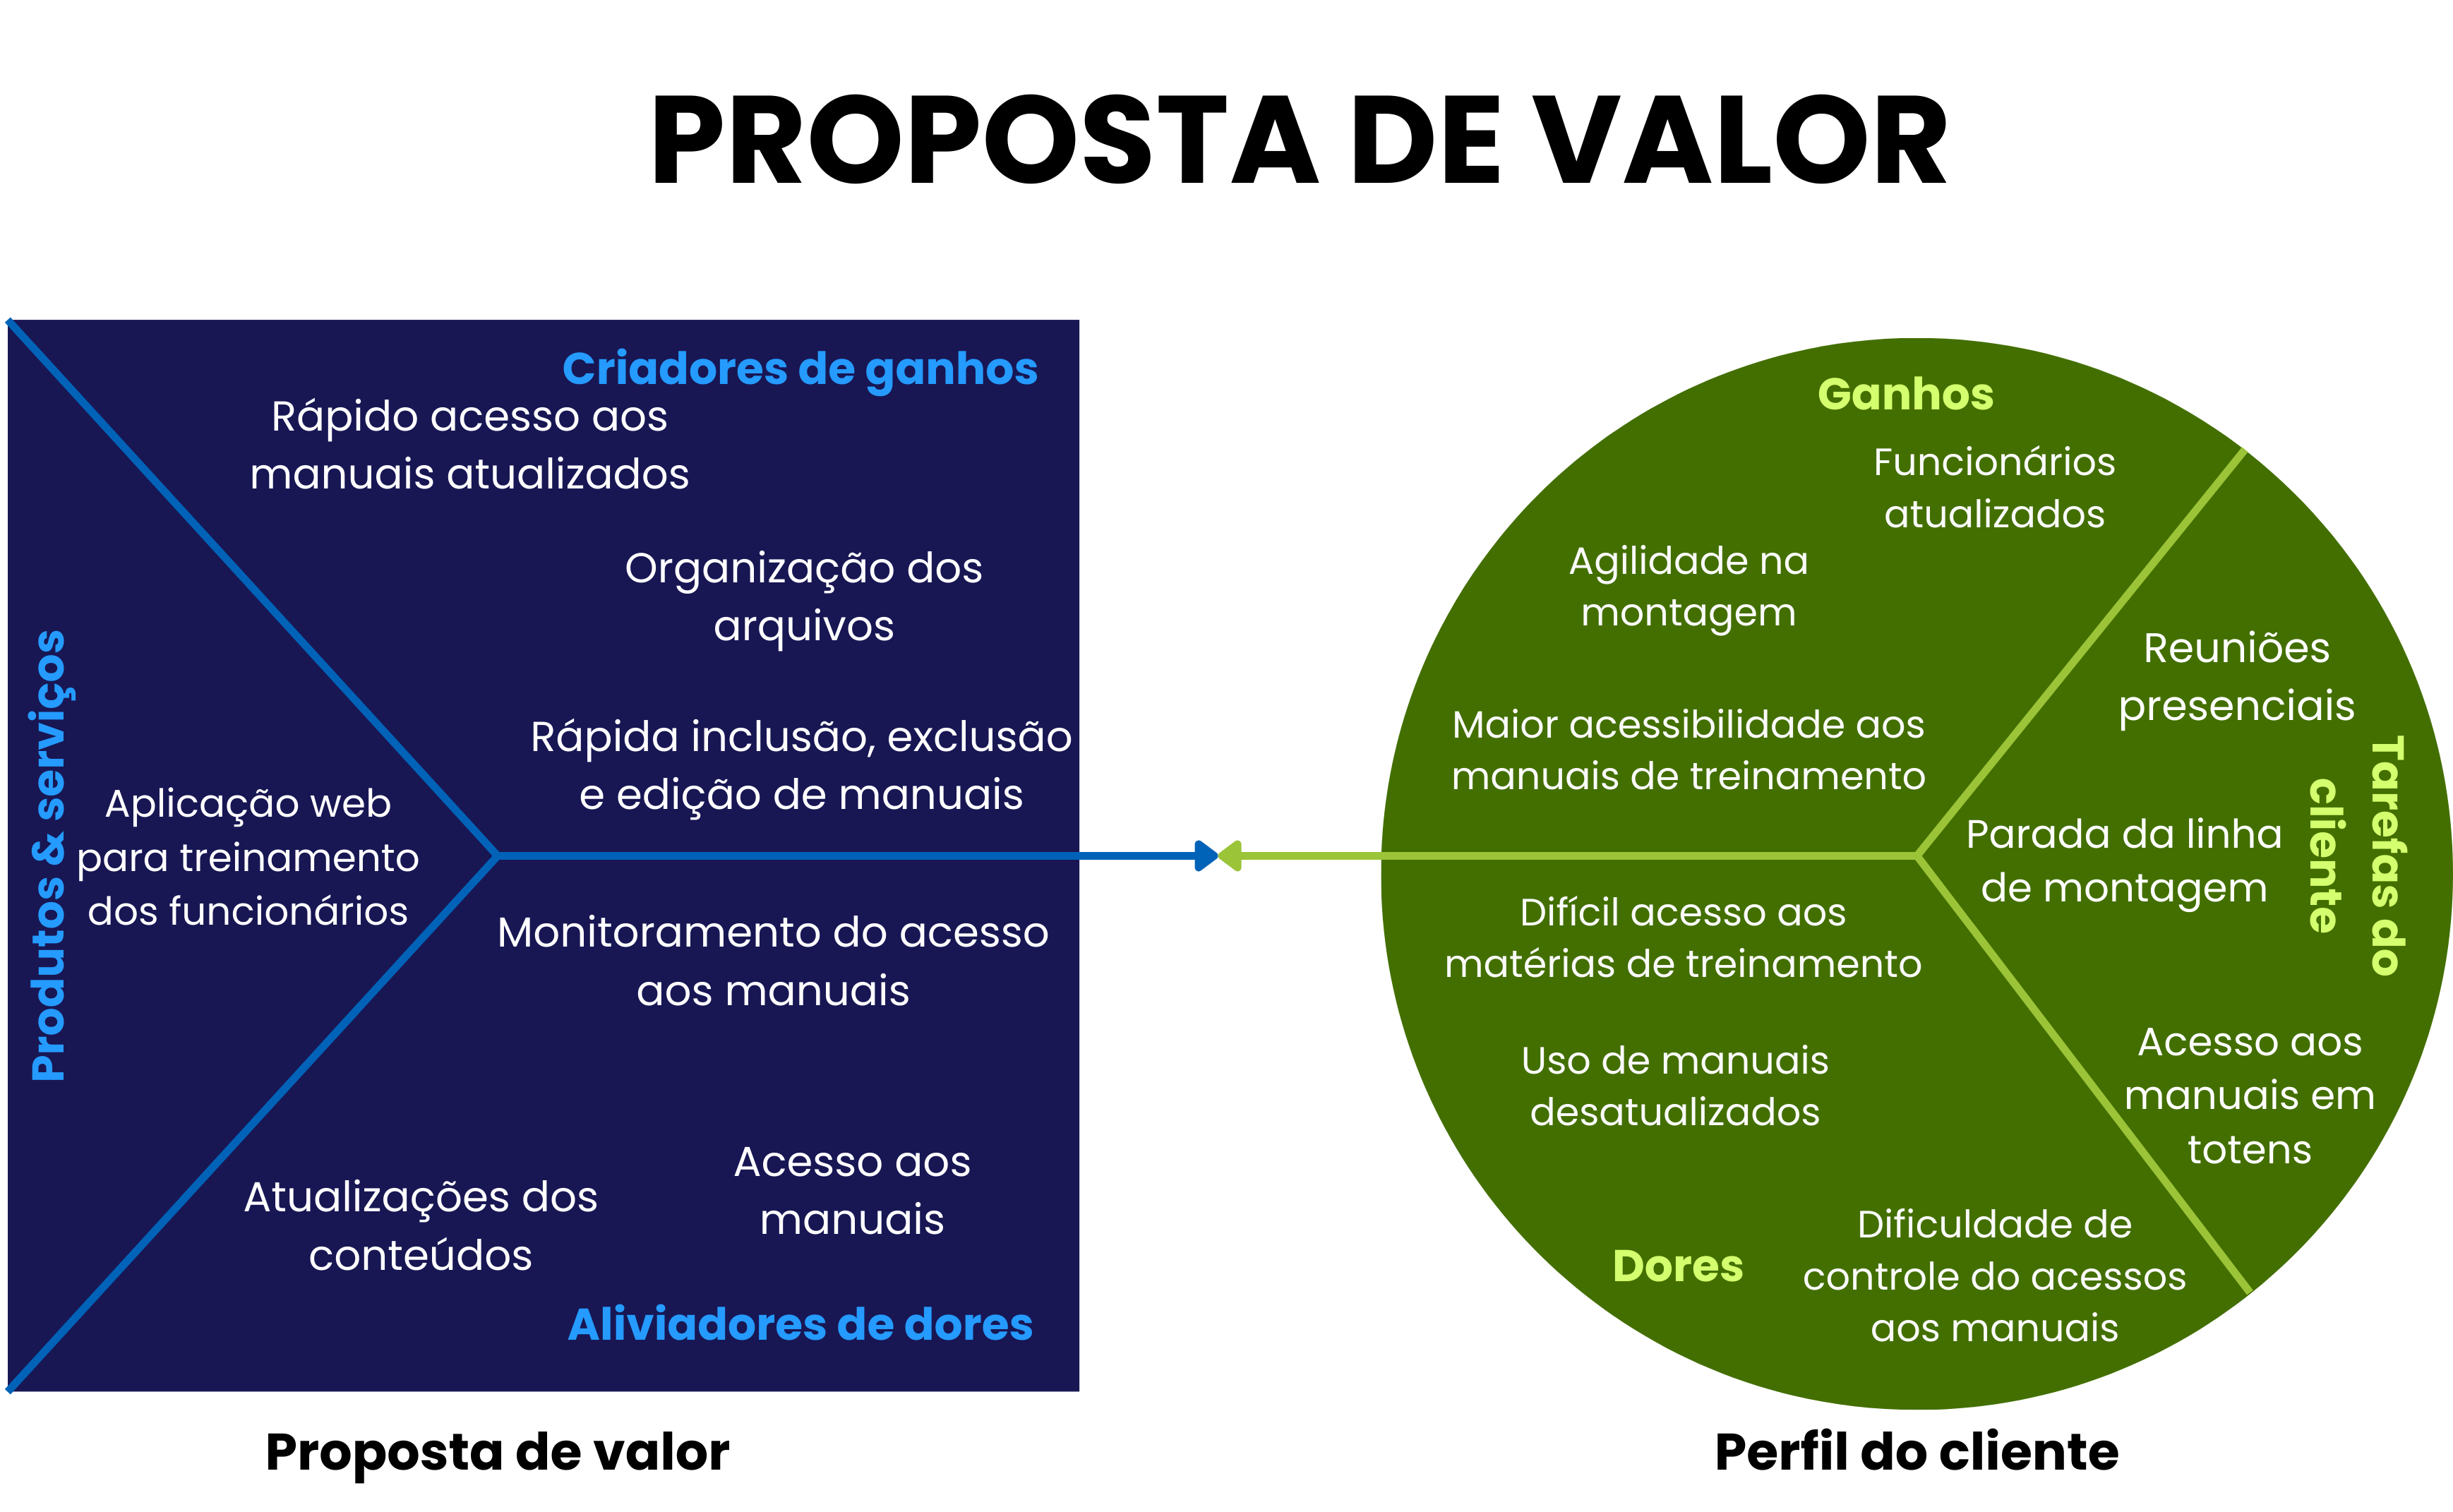 PROPOSTA DE VALOR
Criadores de ganhos
Rápido acesso aos
manuais atualizados
Organização dos
arquivos
Rápida inclusão, exclusão
e edição de manuais
Produtos & serviços
Aplicação web
para treinamento
dos funcionários
Monitoramento do acesso
aos manuais
Acesso aos
manuais
Atualizações dos
conteúdos
Aliviadores de dores
Proposta de valor
Ganhos
Funcionários
atualizados
Agilidade na
montagem
Maior acessibilidade aos
manuais de treinamento
Reuniões
presenciais
Tarefas do
cliente
Parada da linha
de montagem
Acesso aos
manuais em
totens
Difícil acesso aos
matérias de treinamento
Uso de manuais
desatualizados
Dificuldade de
controle do acessos
aos manuais
Dores
Perfil do cliente